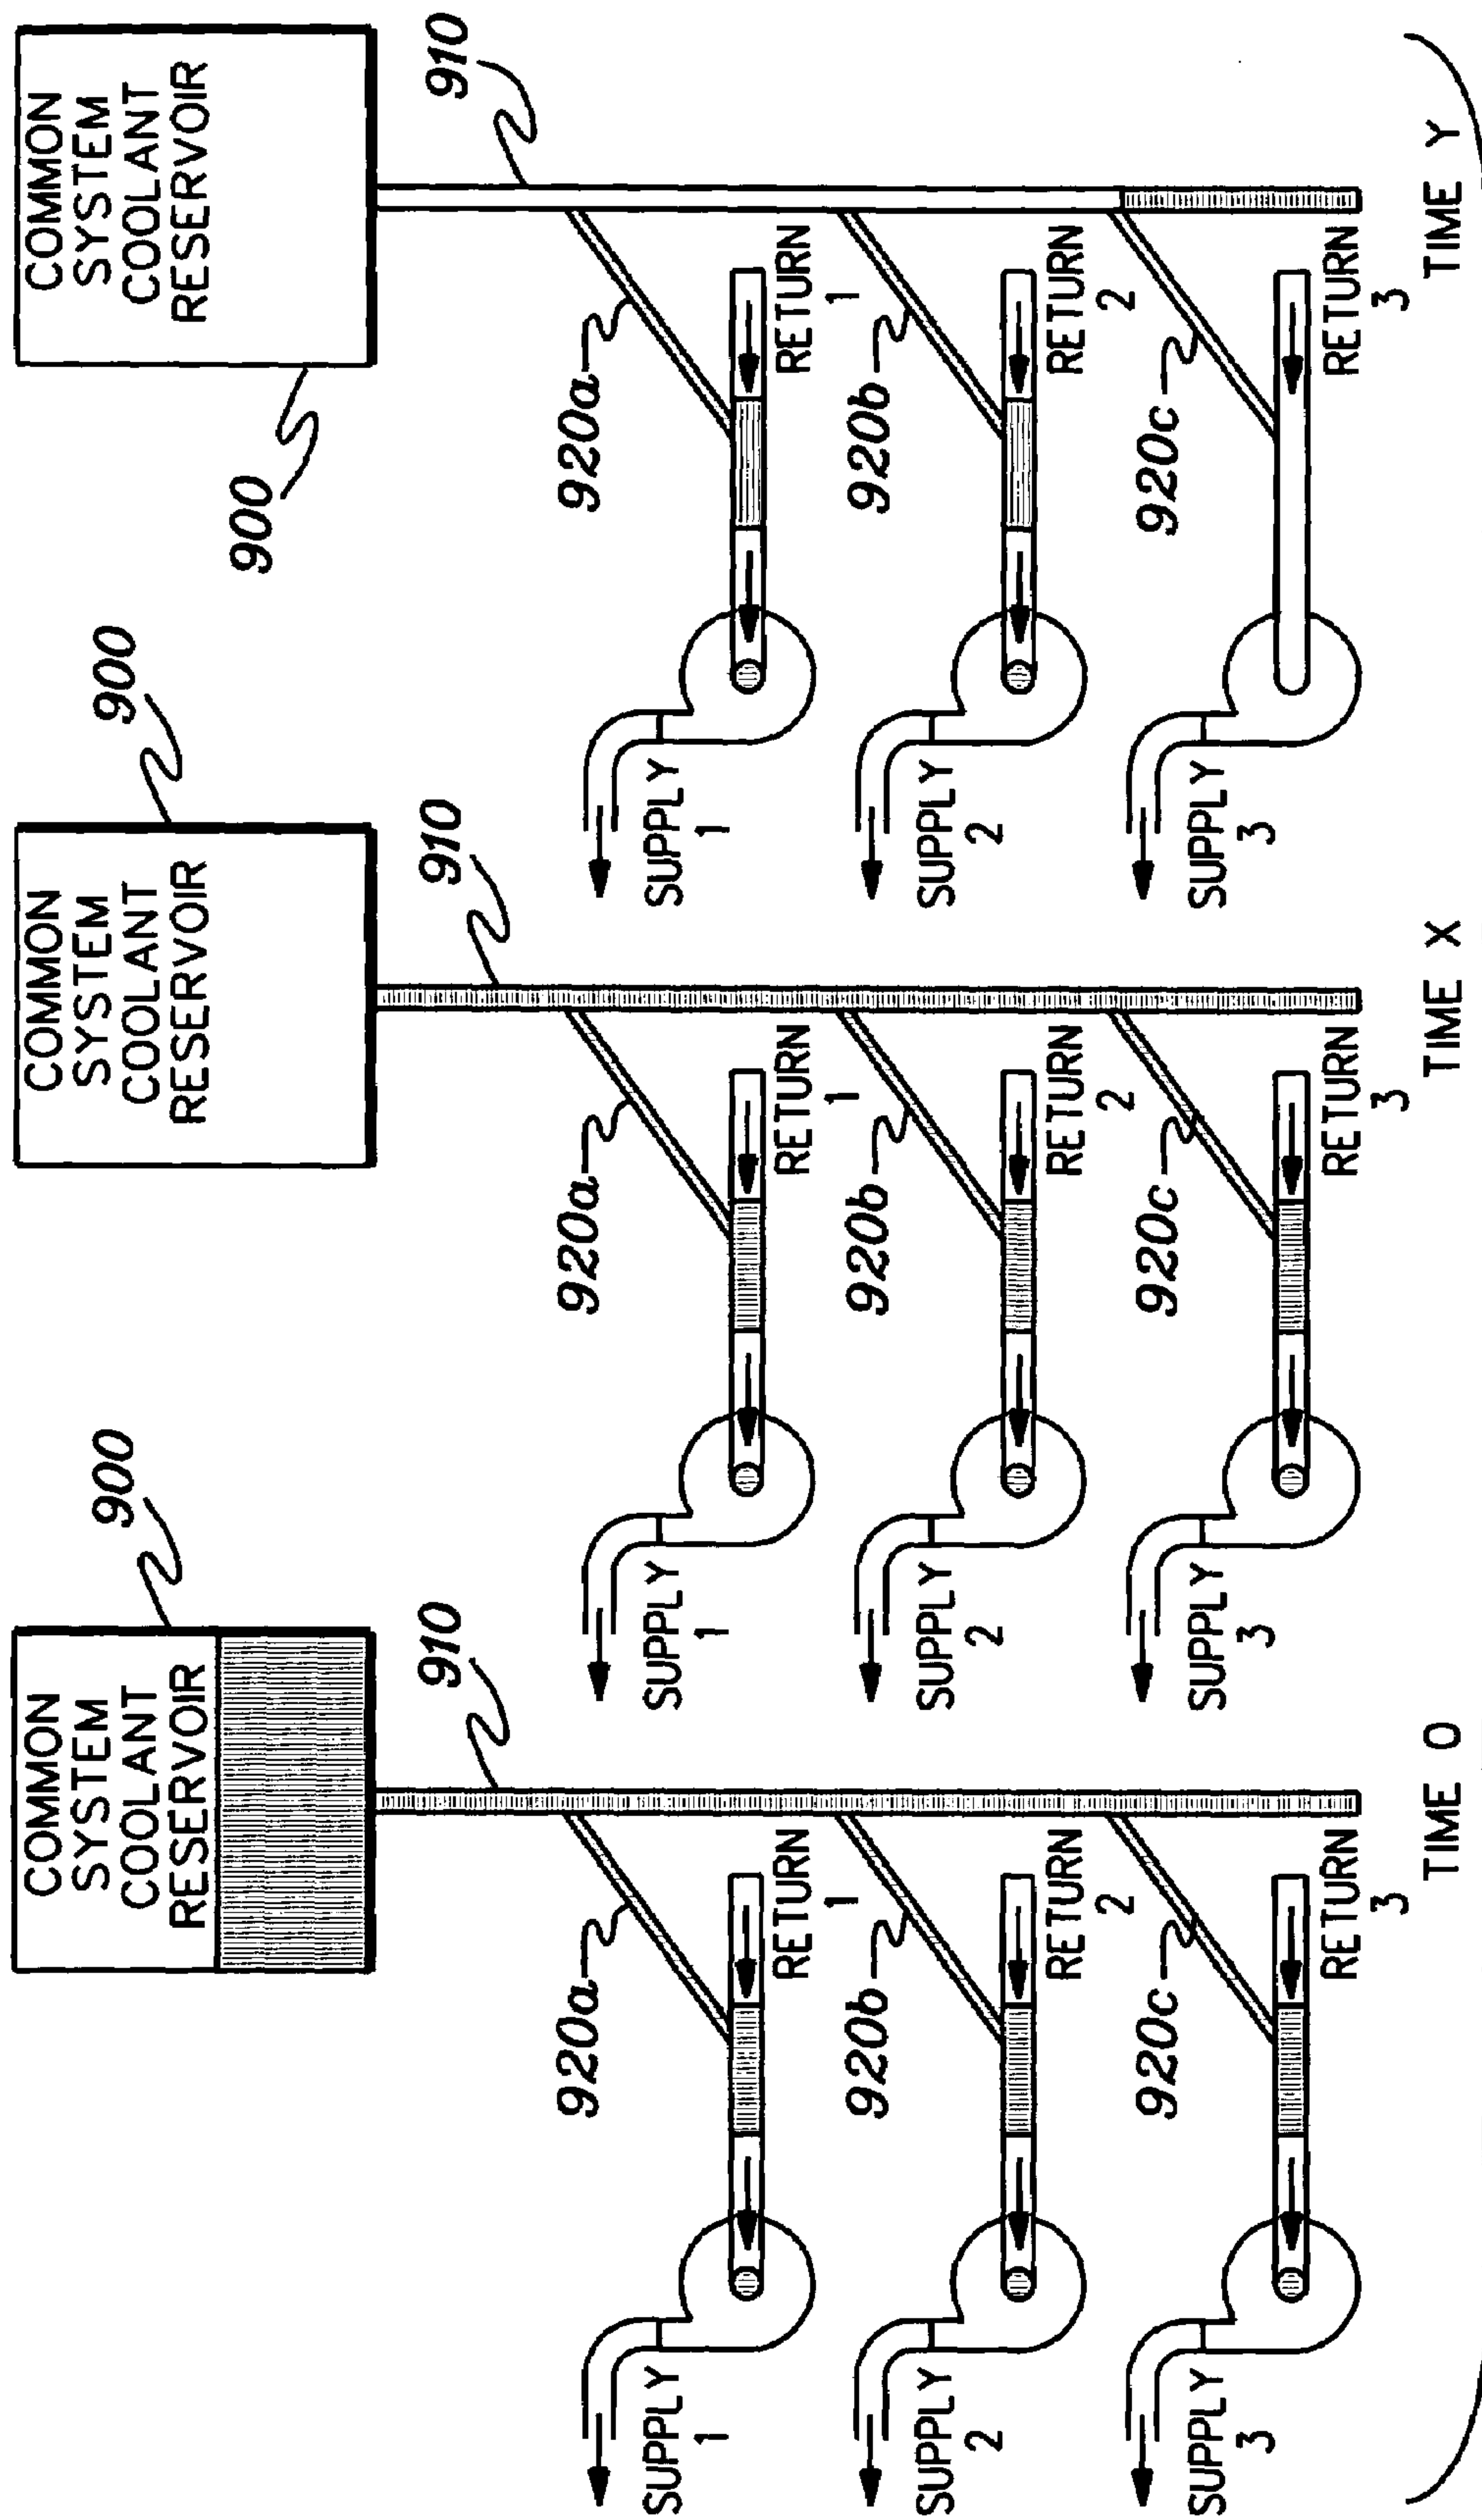 COMMON
SYSTEM
COOLANT
RESERVOIR
900
910
920a
RETURN
1
SUPPLY
1
920b
RETURN
2
SUPPLY
2
920c
RETURN
3
SUPPLY
3
TIME 0
COMMON
SYSTEM
COOLANT
RESERVOIR
900
910
920a
RETURN
1
SUPPLY
1
920b
RETURN
2
SUPPLY
2
920c
RETURN
3
SUPPLY
3
TIME X
COMMON
SYSTEM
COOLANT
RESERVOIR
900
910
920a
RETURN
1
SUPPLY
1
920b
RETURN
2
SUPPLY
2
920c
RETURN
3
SUPPLY
3
TIME Y